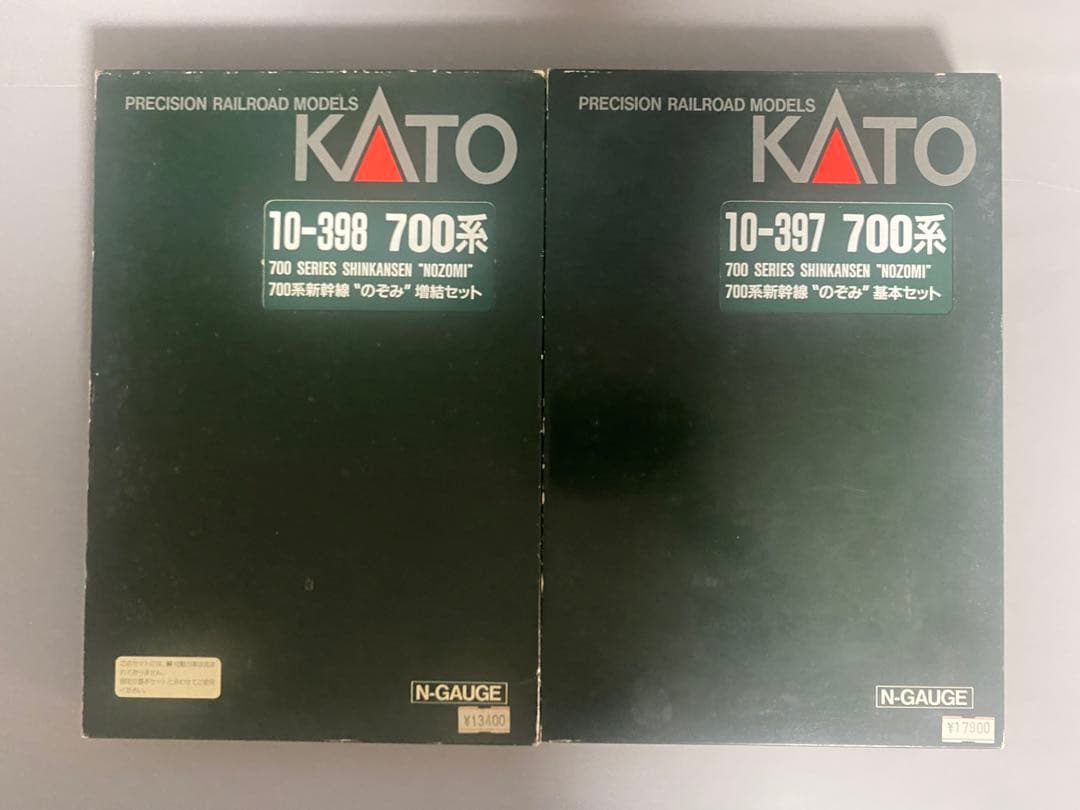 PRECISION RAILROAD MODELS
KATO
10-398 700系
700 SERIES SHINKANSEN "NOZOMI"
700系新幹線 "のぞみ" 増結セット
N-GAUGE
¥13400
PRECISION RAILROAD MODELS
KATO
10-397 700系
700 SERIES SHINKANSEN "NOZOMI"
700系新幹線 "のぞみ" 基本セット
N-GAUGE
¥17900